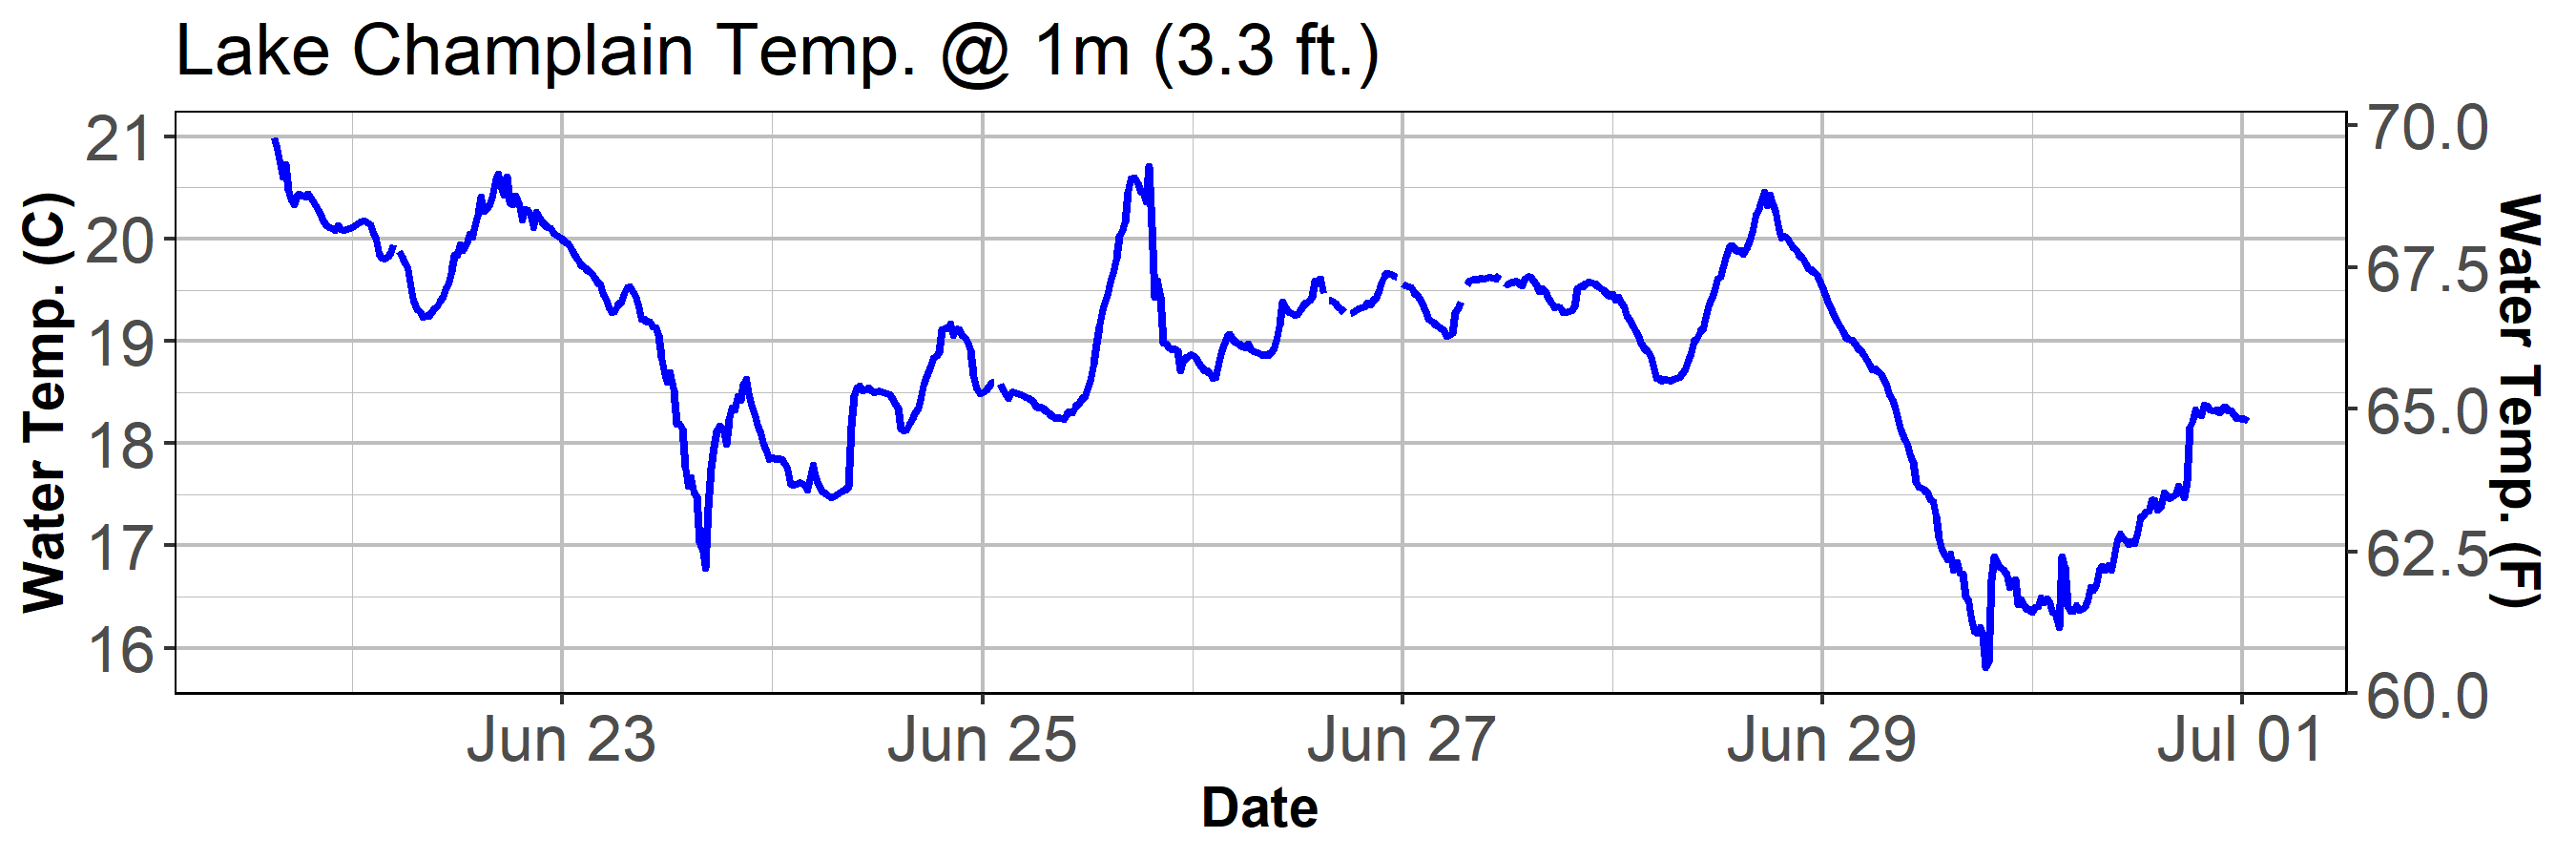 Lake Champlain Temp. @ 1m (3.3 ft.)
Water Temp. (C)
21
20
19
18
17
16
70.0
67.5
65.0
62.5
60.0
Water Temp. (F)
Jun 23 Jun 25 Jun 27 Jun 29 Jul 01
Date